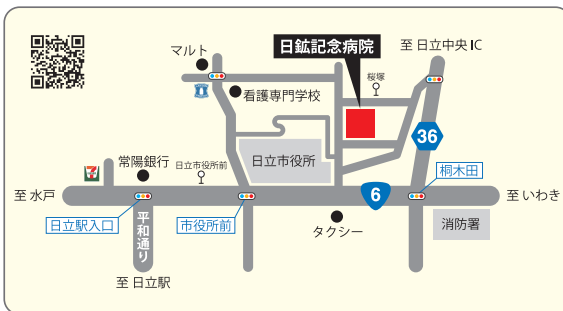 日鉱記念病院
マルト
至 日立中央 IC
桜塚
看護専門学校
36
日立市役所
常陽銀行
日立市役所前
桐木田
7
至 水戸
6
至 いわき
日立駅入口
市役所前
タクシー
消防署
平和通り
至 日立駅